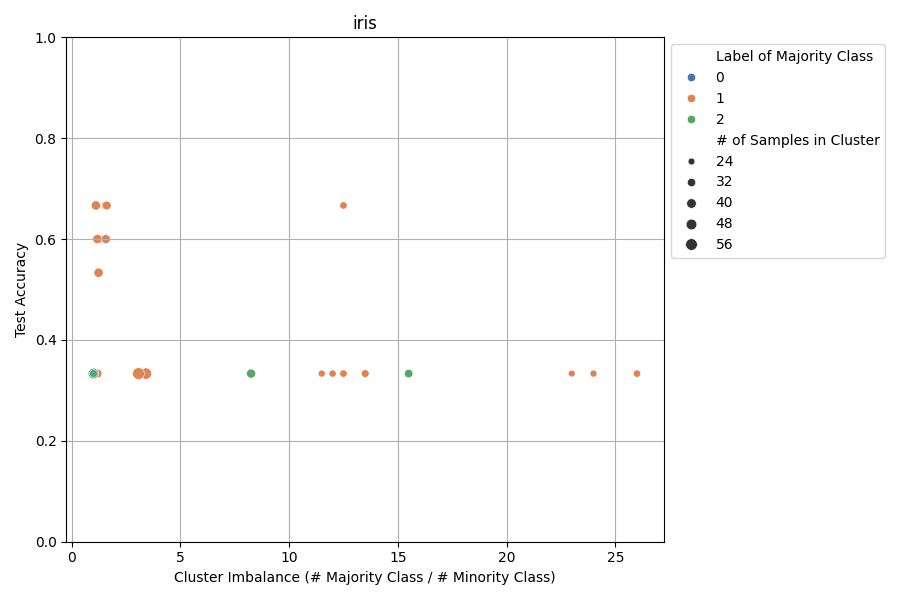 iris
1.0
0.8
0.6
0.4
0.2
0.0
Test Accuracy
0 5 10 15 20 25
Cluster Imbalance (# Majority Class / # Minority Class)
Label of Majority Class
0
1
2
# of Samples in Cluster
24
32
40
48
56